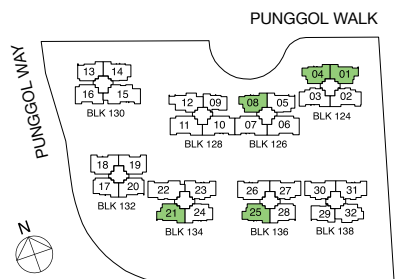 PUNGGOL WALK
PUNGGOL WAY
13 14
16 15
BLK 130
12 09
11 10
BLK 128
08 05
07 06
BLK 126
04 01
03 02
BLK 124
18 19
17 20
BLK 132
22 23
21 24
BLK 134
26 27
25 28
BLK 136
30 31
29 32
BLK 138
N